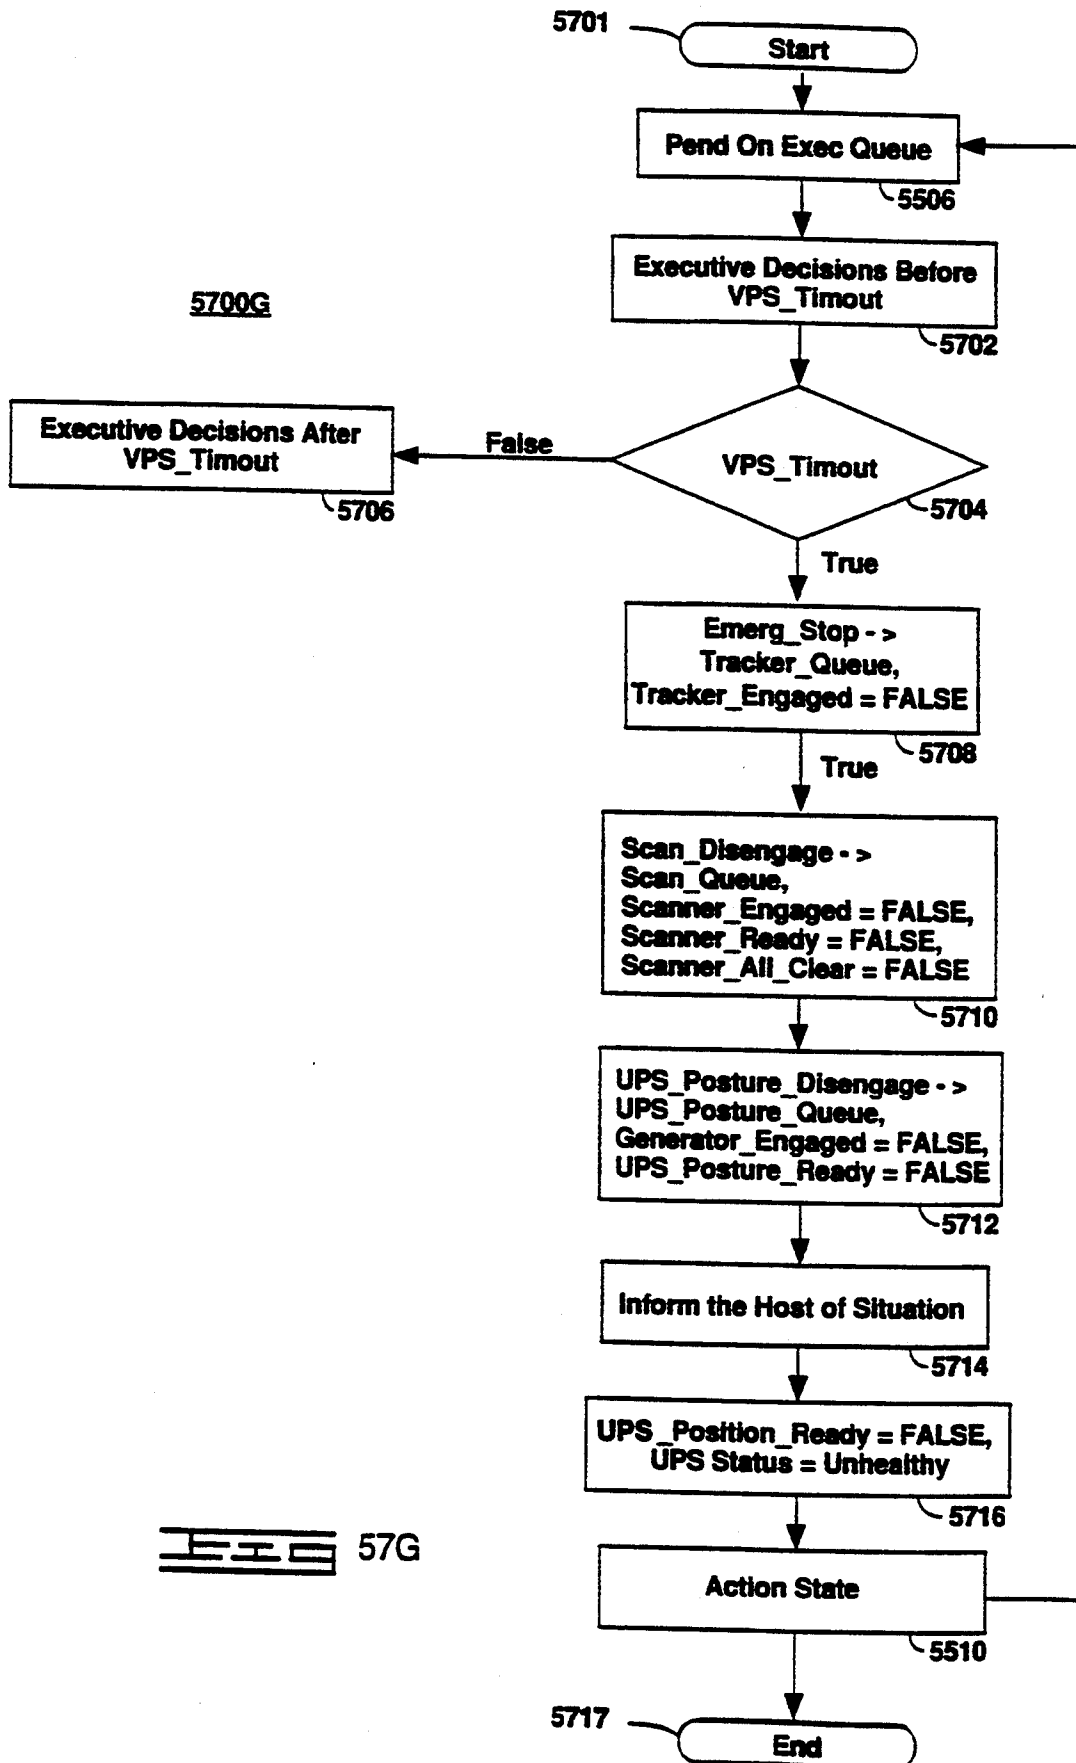 5701
Start
Pend On Exec Queue
5506
Executive Decisions Before
VPS_Timout
5702
5700G
Executive Decisions After
VPS_Timout
5706
False
VPS_Timout
5704
True
Emerg_Stop - >
Tracker_Queue,
Tracker_Engaged = FALSE
5708
True
Scan_Disengage - >
Scan_Queue,
Scanner_Engaged = FALSE,
Scanner_Ready = FALSE,
Scanner_All_Clear = FALSE
5710
UPS_Posture_Disengage - >
UPS_Posture_Queue,
Generator_Engaged = FALSE,
UPS_Posture_Ready = FALSE
5712
Inform the Host of Situation
5714
UPS_Position_Ready = FALSE,
UPS Status = Unhealthy
5716
57G
Action State
5510
5717
End